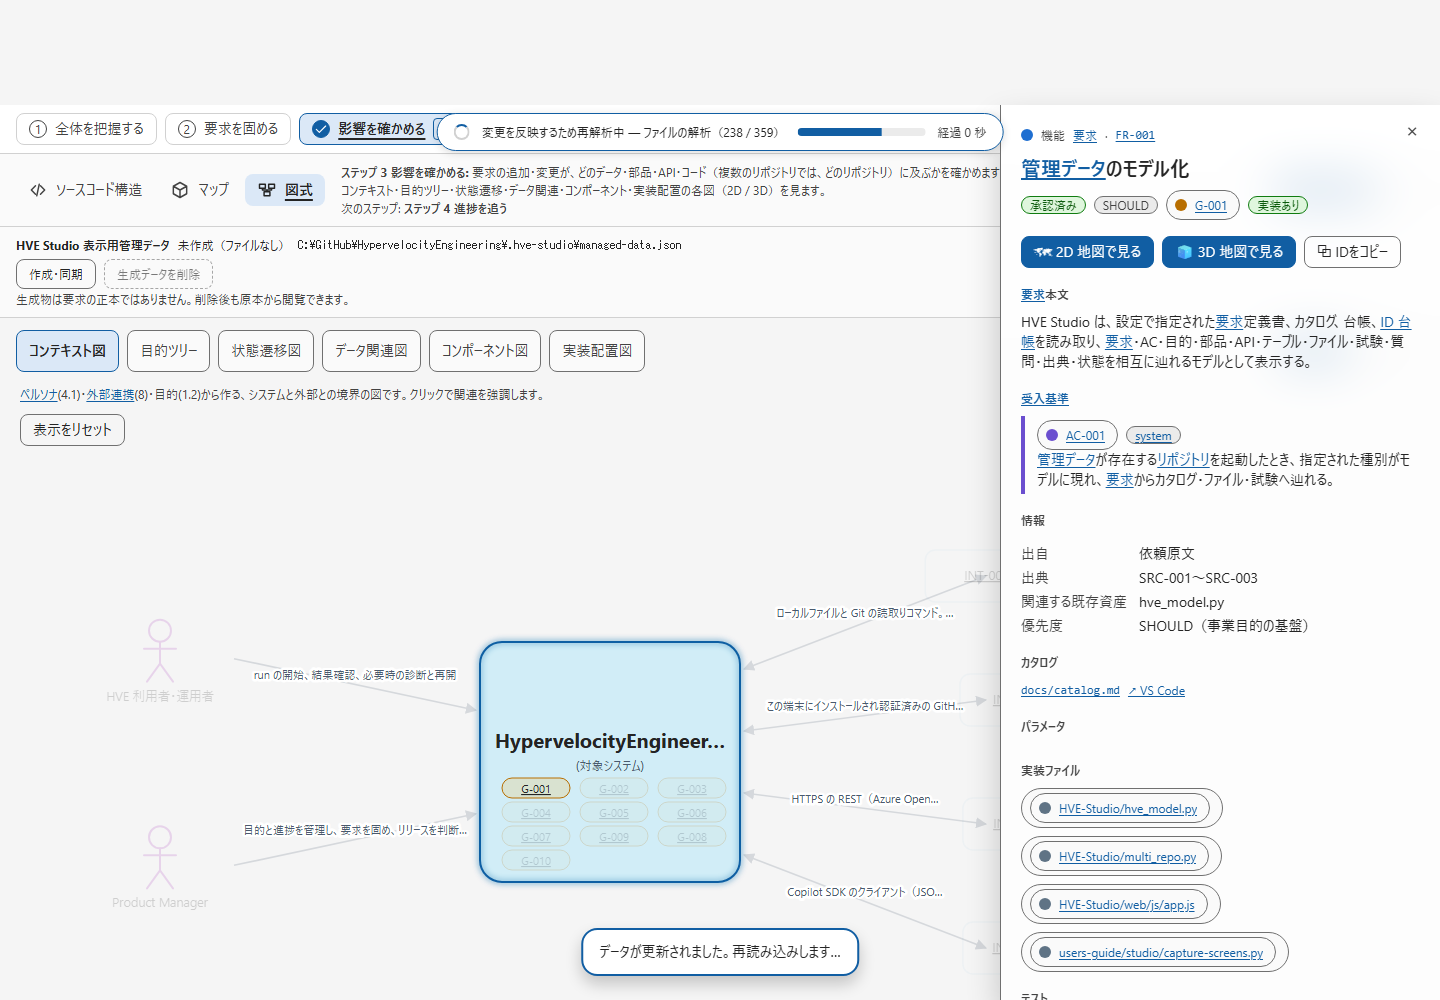 1 全体を把握する
2 要求を固める
影響を確かめる
変更を反映するため再解析中 — ファイルの解析（238 / 359）
経過 0 秒
ソースコード構造
マップ
図式
ステップ 3 影響を確かめる: 要求の追加・変更が、どのデータ・部品・API・コード（複数のリポジトリでは、どのリポジトリ）に及ぶかを確かめます
コンテキスト・目的ツリー・状態遷移・データ関連・コンポーネント・実装配置の各図（2D / 3D）を見ます。
次のステップ: ステップ 4 進捗を追う
HVE Studio 表示用管理データ 未作成（ファイルなし） C:¥GitHub¥HypervelocityEngineering¥.hve-studio¥managed-data.json
作成・同期
生成データを削除
生成物は要求の正本ではありません。削除後も原本から閲覧できます。
コンテキスト図
目的ツリー
状態遷移図
データ関連図
コンポーネント図
実装配置図
ペルソナ(4.1)・外部連携(8)・目的(1.2)から作る、システムと外部との境界の図です。クリックで関連を強調します。
表示をリセット
INT-00
ローカルファイルと Git の読取りコマンド。…
HVE 利用者・運用者
run の開始、結果確認、必要時の診断と再開
この端末にインストールされ認証済みの GitH…
IN
HypervelocityEngineer…
(対象システム)
G-001
G-002
G-003
G-004
G-005
G-006
G-007
G-009
G-008
G-010
HTTPS の REST（Azure Open…
IN
目的と進捗を管理し、要求を固め、リリースを判断…
Product Manager
Copilot SDK のクライアント（JSO…
IN
データが更新されました。再読み込みします…
機能 要求 · FR-001
×
管理データのモデル化
承認済み
SHOULD
G-001
実装あり
2D 地図で見る
3D 地図で見る
IDをコピー
要求本文
HVE Studio は、設定で指定された要求定義書、カタログ、台帳、ID 台
帳を読み取り、要求・AC・目的・部品・API・テーブル・ファイル・試験・質
問・出典・状態を相互に辿れるモデルとして表示する。
受入基準
AC-001
system
管理データが存在するリポジトリを起動したとき、指定された種別がモ
デルに現れ、要求からカタログ・ファイル・試験へ辿れる。
情報
出自 依頼原文
出典 SRC-001～SRC-003
関連する既存資産 hve_model.py
優先度 SHOULD（事業目的の基盤）
カタログ
docs/catalog.md ↗ VS Code
パラメータ
実装ファイル
HVE-Studio/hve_model.py
HVE-Studio/multi_repo.py
HVE-Studio/web/js/app.js
users-guide/studio/capture-screens.py
テスト